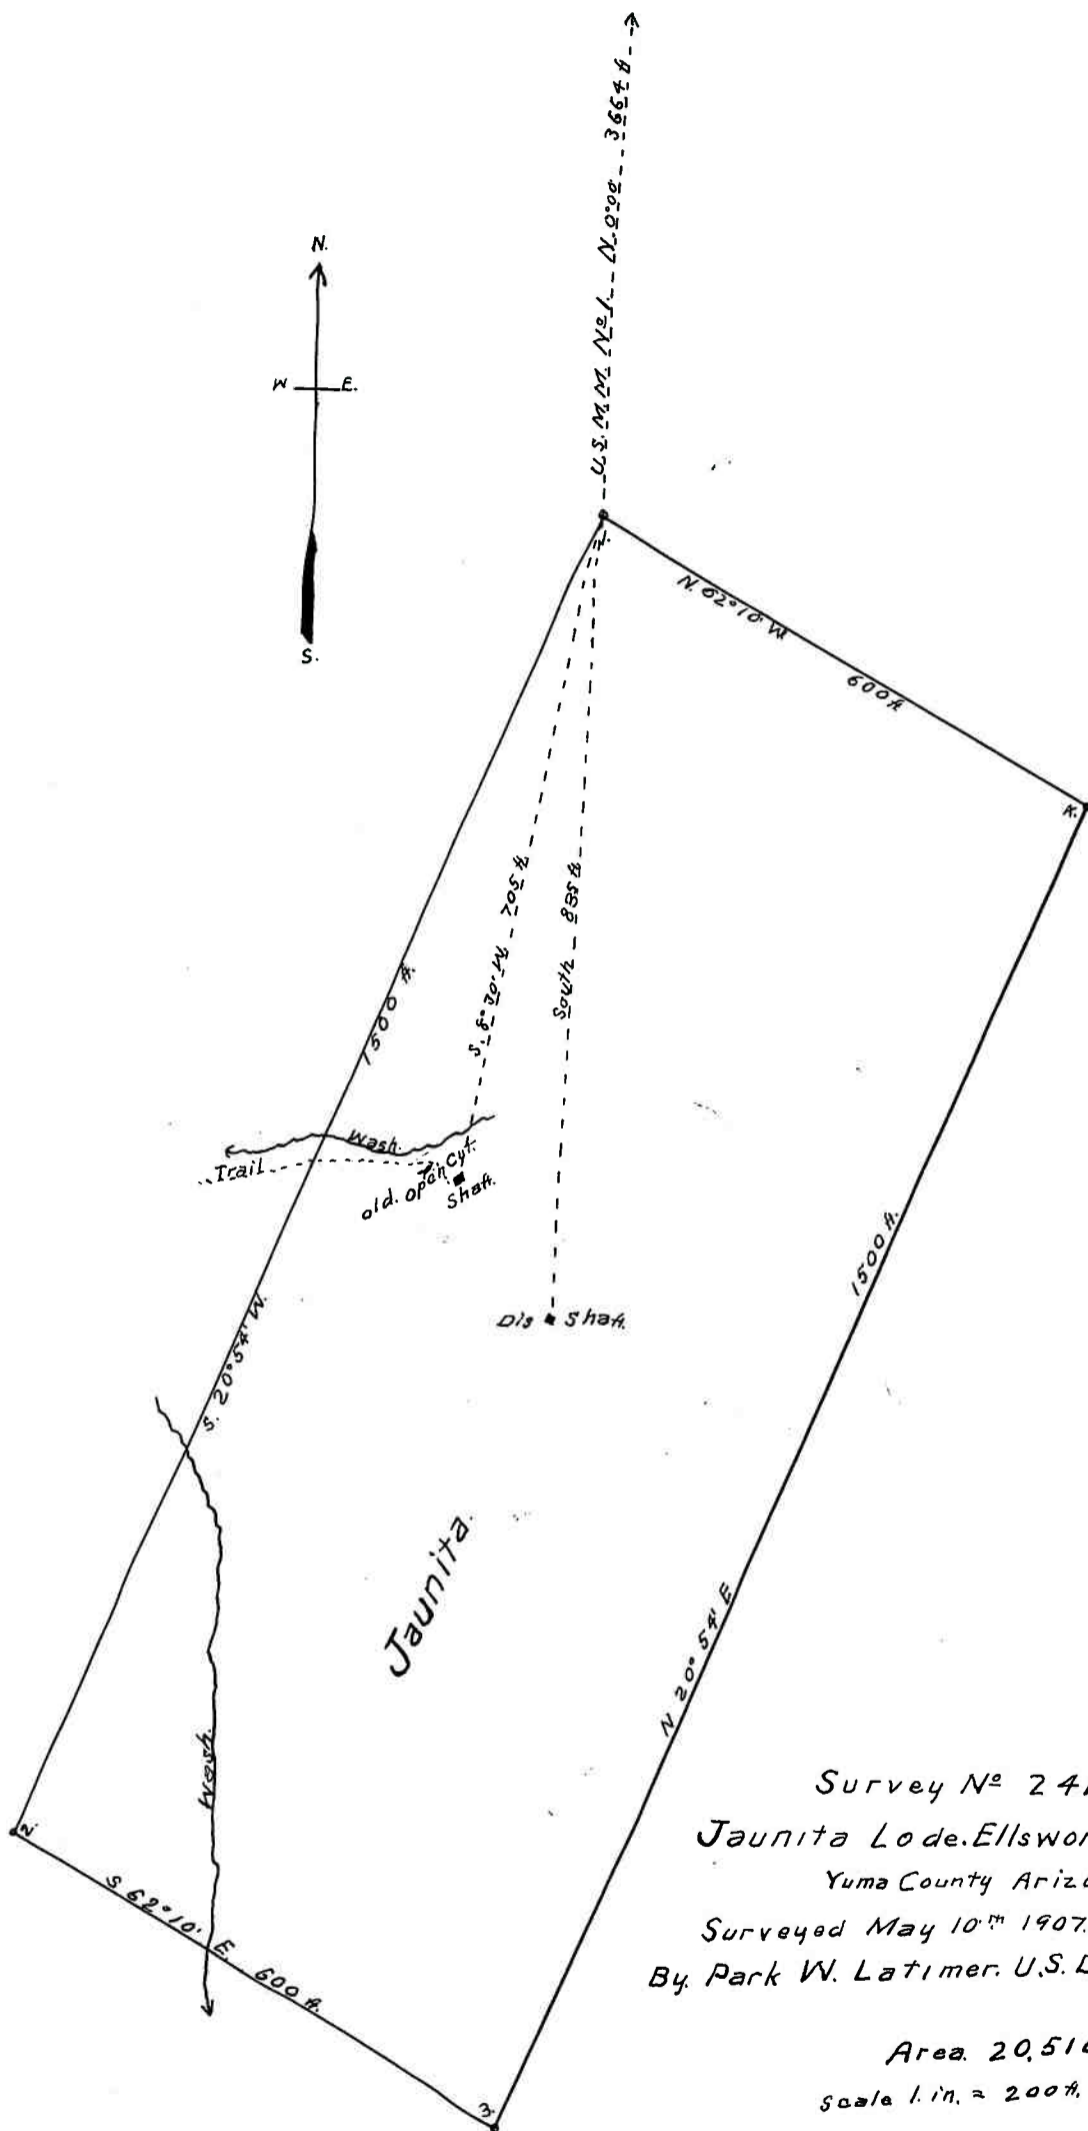 N.
W E.
S.
U.S.M.M. Nº1. N. 0°00 3664 ft
1.
N. 62°10' W. 600 ft
4.
S. 8°30' W. 705 ft
South 835 ft
1500 ft.
S. 20°54' W.
Wash.
Trail
old. open cut.
Shaft.
Dis Shaft.
1500 ft.
N 20° 54' E
Jaunita.
Wash.
2.
S 62°10' E. 600 ft.
3.
Survey Nº 24
Jaunita Lode. Ellswor
Yuma County Ariz
Surveyed May 10th 1907.
By. Park W. Latimer. U.S.
Area. 20,51
Scale 1. in. = 200 ft.